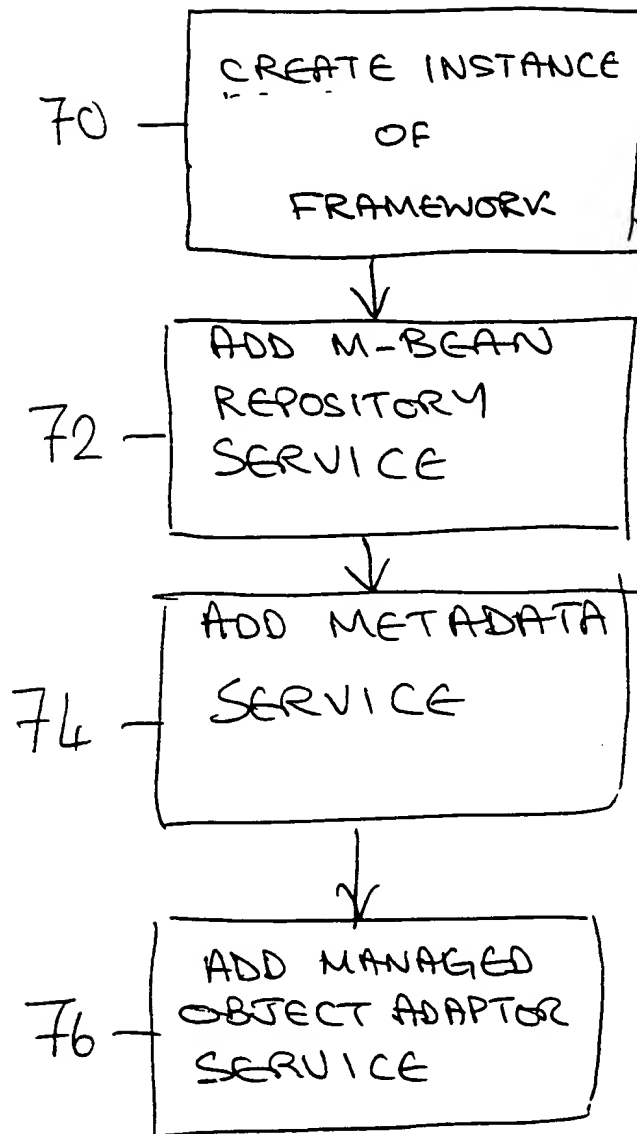 CREATE INSTANCE
70
OF
FRAMEWORK
ADD M-BEAN
REPOSITORY
72
SERVICE
ADD METADATA
SERVICE
74
ADD MANAGED
OBJECT ADAPTOR
76
SERVICE